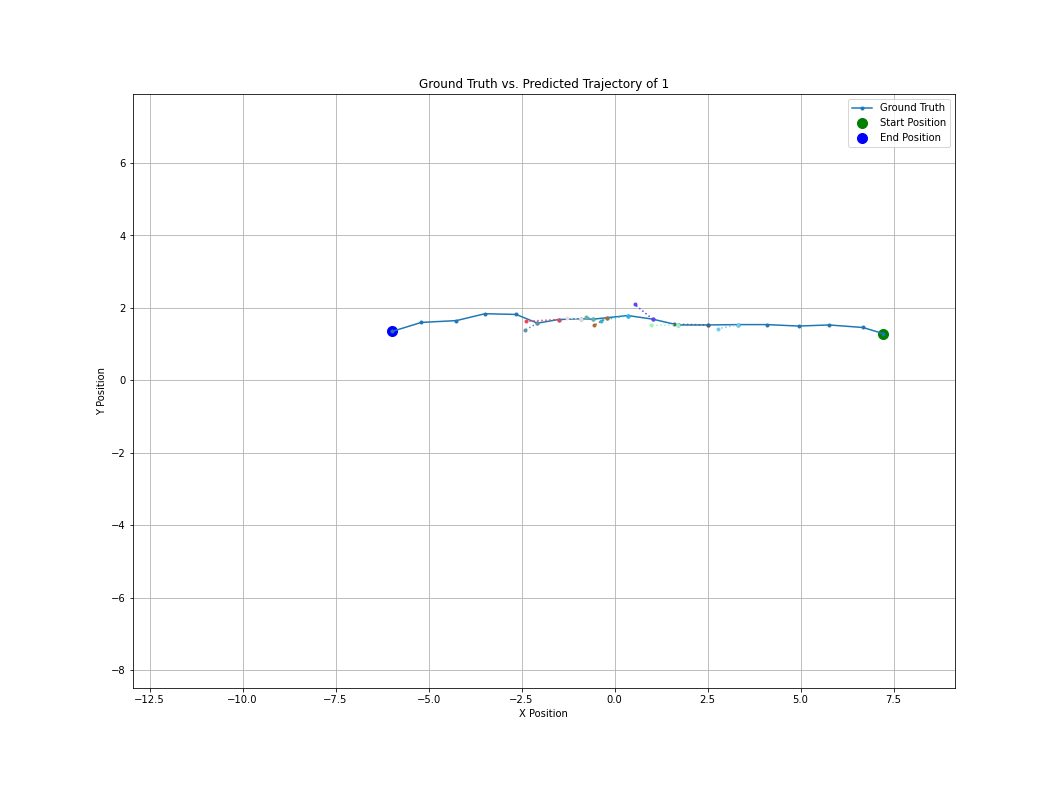 Ground Truth vs. Predicted Trajectory of 1
Ground Truth
Start Position
End Position
6
4
2
0
−2
−4
−6
−8
Y Position
−12.5 −10.0 −7.5 −5.0 −2.5 0.0 2.5 5.0 7.5
X Position